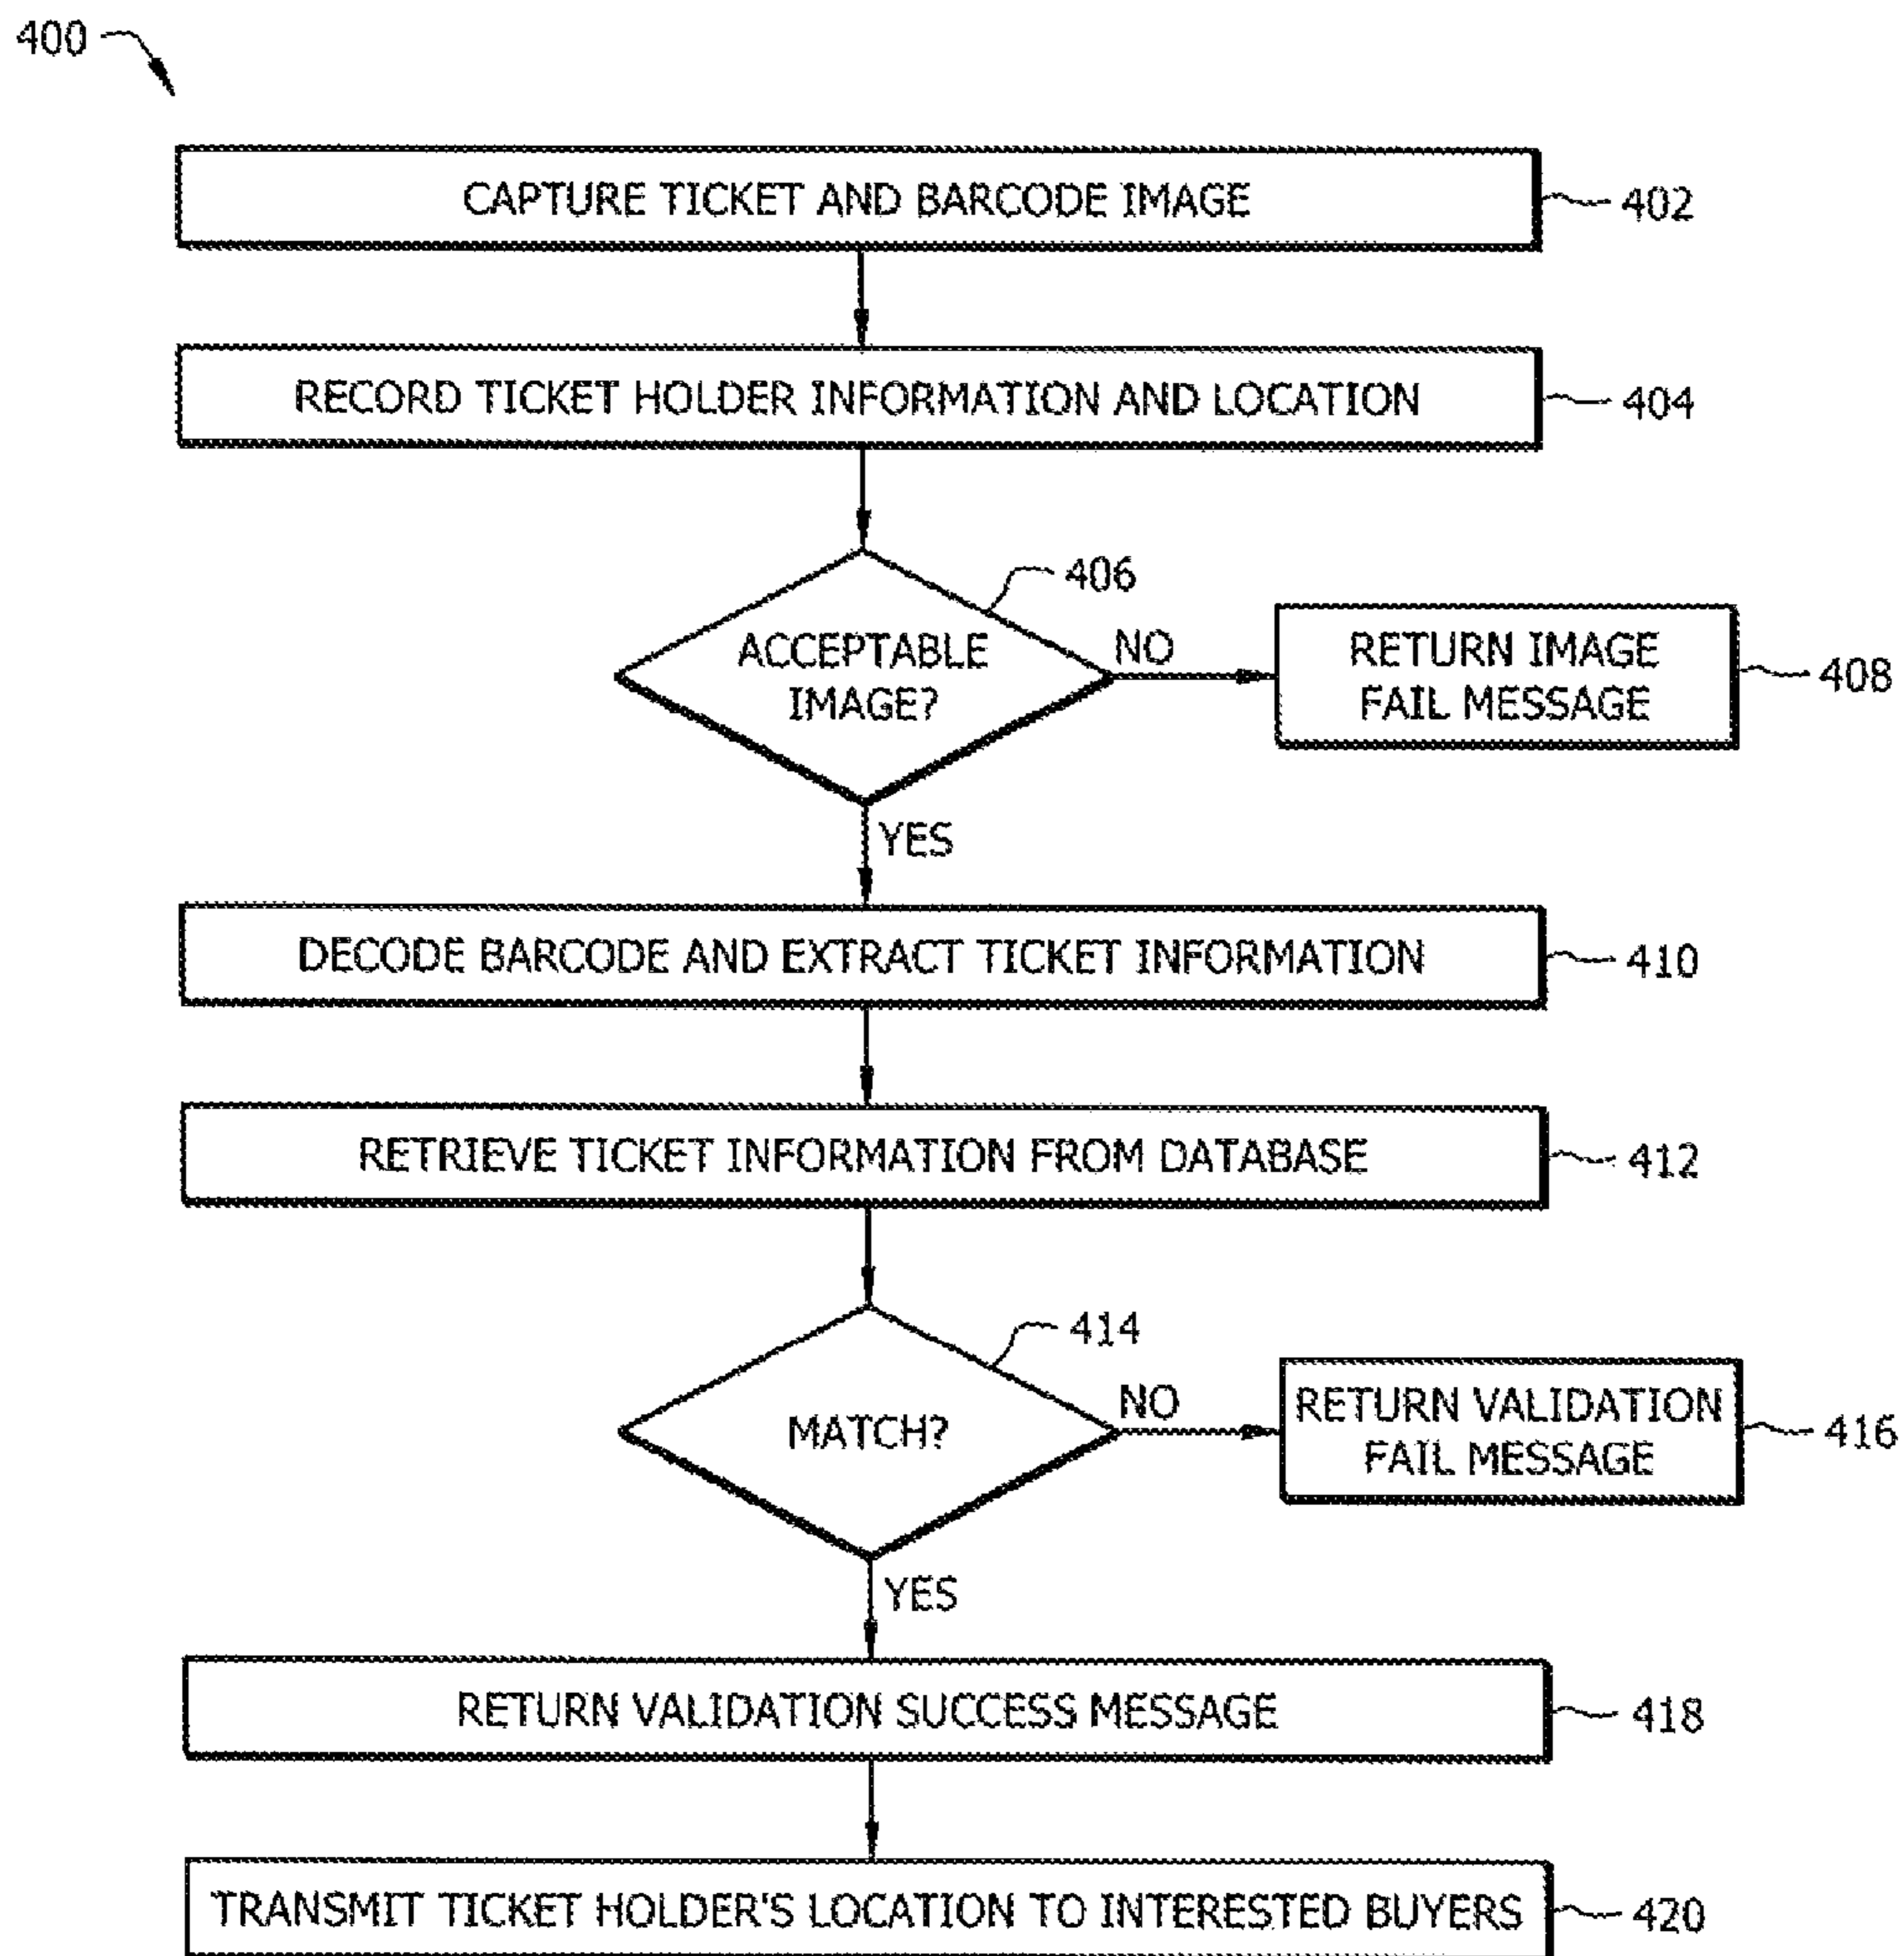 400
CAPTURE TICKET AND BARCODE IMAGE
402
RECORD TICKET HOLDER INFORMATION AND LOCATION
404
406
ACCEPTABLE
IMAGE?
NO
RETURN IMAGE
FAIL MESSAGE
408
YES
DECODE BARCODE AND EXTRACT TICKET INFORMATION
410
RETRIEVE TICKET INFORMATION FROM DATABASE
412
414
MATCH?
NO
RETURN VALIDATION
FAIL MESSAGE
416
YES
RETURN VALIDATION SUCCESS MESSAGE
418
TRANSMIT TICKET HOLDER'S LOCATION TO INTERESTED BUYERS
420